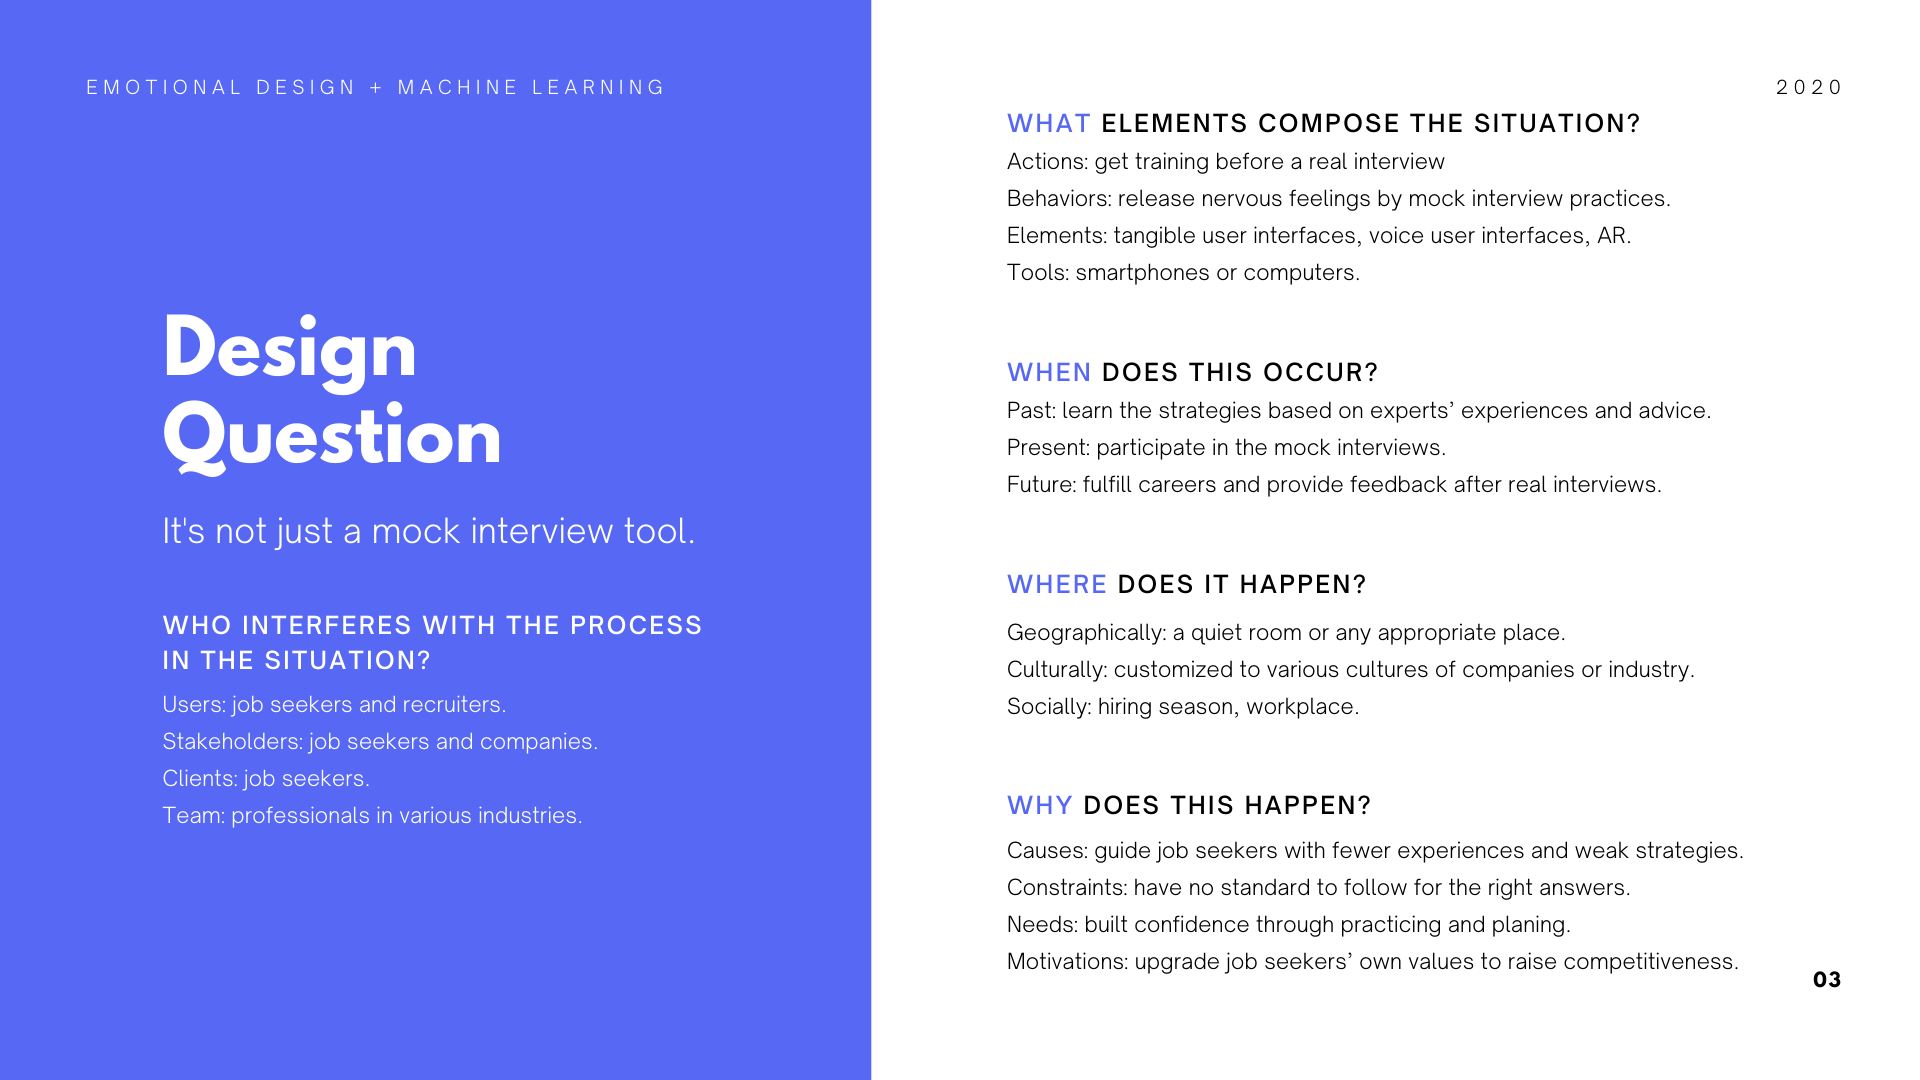 EMOTIONAL DESIGN + MACHINE LEARNING
Design
Question
It's not just a mock interview tool.
WHO INTERFERES WITH THE PROCESS
IN THE SITUATION?
Users: job seekers and recruiters.
Stakeholders: job seekers and companies.
Clients: job seekers.
Team: professionals in various industries.
2020
WHAT ELEMENTS COMPOSE THE SITUATION?
Actions: get training before a real interview
Behaviors: release nervous feelings by mock interview practices.
Elements: tangible user interfaces, voice user interfaces, AR.
Tools: smartphones or computers.
WHEN DOES THIS OCCUR?
Past: learn the strategies based on experts’ experiences and advice.
Present: participate in the mock interviews.
Future: fulfill careers and provide feedback after real interviews.
WHERE DOES IT HAPPEN?
Geographically: a quiet room or any appropriate place.
Culturally: customized to various cultures of companies or industry.
Socially: hiring season, workplace.
WHY DOES THIS HAPPEN?
Causes: guide job seekers with fewer experiences and weak strategies.
Constraints: have no standard to follow for the right answers.
Needs: built confidence through practicing and planing.
Motivations: upgrade job seekers’ own values to raise competitiveness.
03